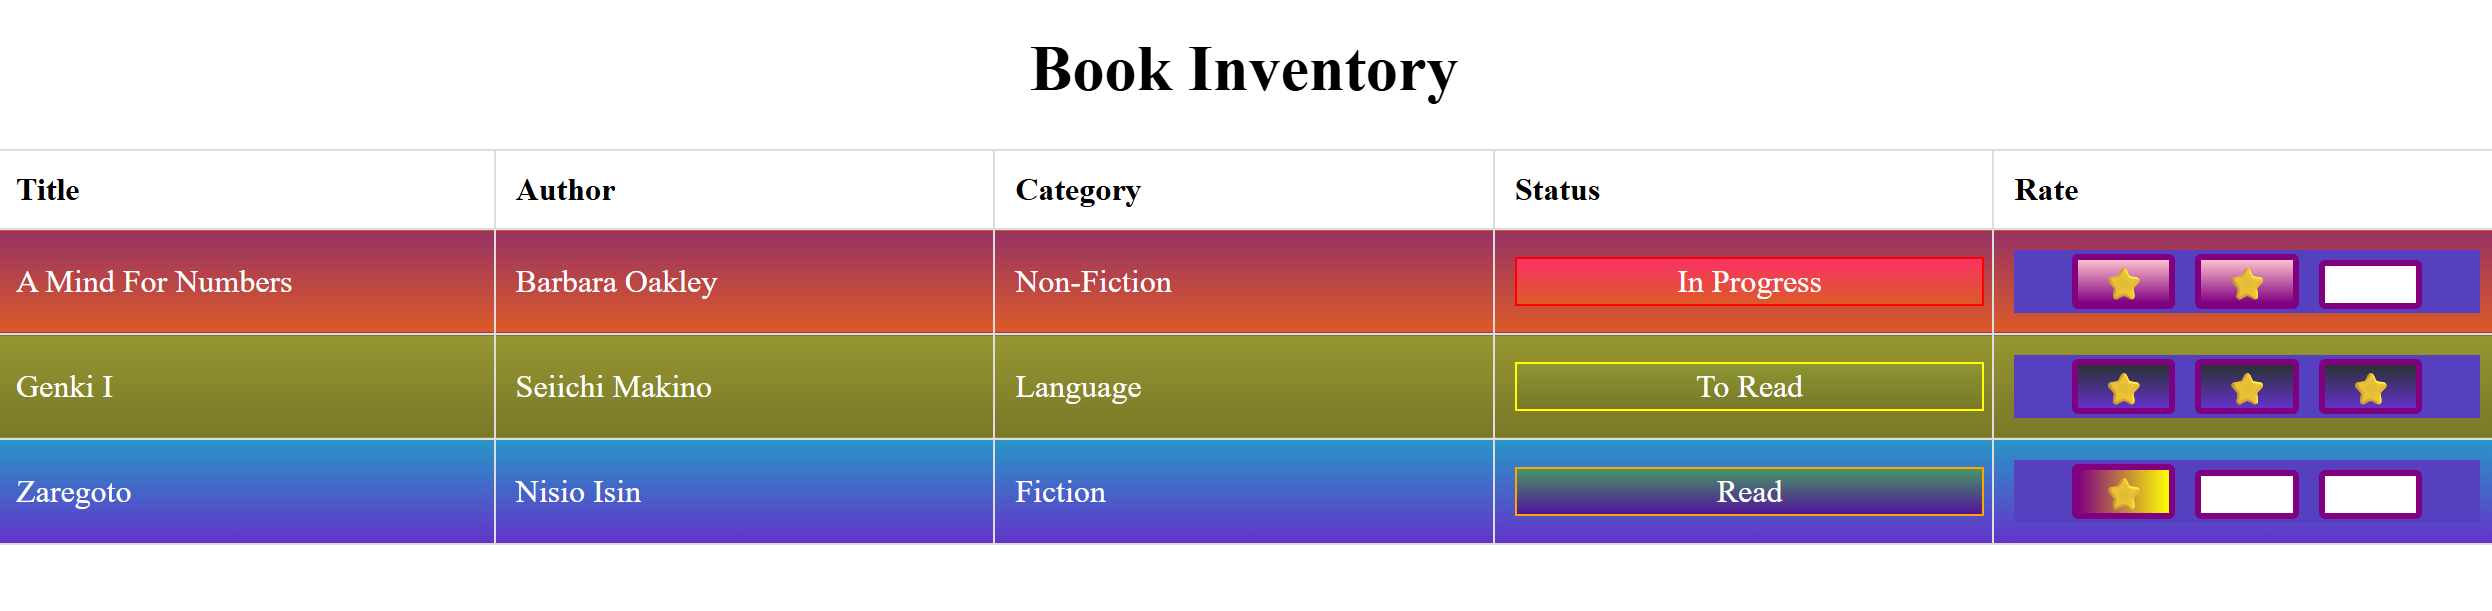 Book Inventory
Title Author Category Status Rate
A Mind For Numbers Barbara Oakley Non-Fiction In Progress
Genki I Seiichi Makino Language To Read
Zaregoto Nisio Isin Fiction Read